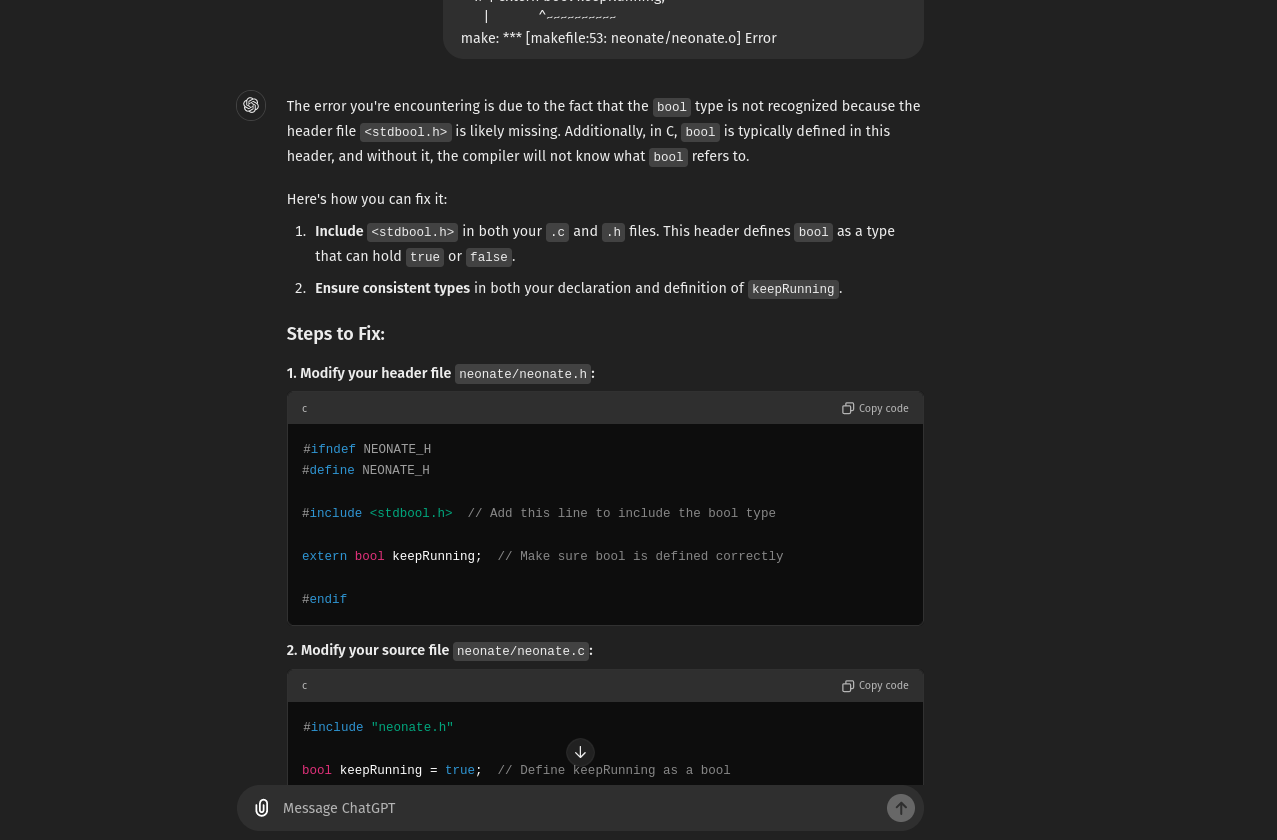 make: *** [makefile:53: neonate/neonate.o] Error
The error you're encountering is due to the fact that the bool type is not recognized because the
header file <stdbool.h> is likely missing. Additionally, in C, bool is typically defined in this
header, and without it, the compiler will not know what bool refers to.
Here's how you can fix it:
1. Include <stdbool.h> in both your .c and .h files. This header defines bool as a type
that can hold true or false.
2. Ensure consistent types in both your declaration and definition of keepRunning.
Steps to Fix:
1. Modify your header file neonate/neonate.h:
c Copy code
#ifndef NEONATE_H
#define NEONATE_H
#include <stdbool.h>  // Add this line to include the bool type
extern bool keepRunning;  // Make sure bool is defined correctly
#endif
2. Modify your source file neonate/neonate.c:
c Copy code
#include "neonate.h"
bool keepRunning = true;  // Define keepRunning as a bool
Message ChatGPT